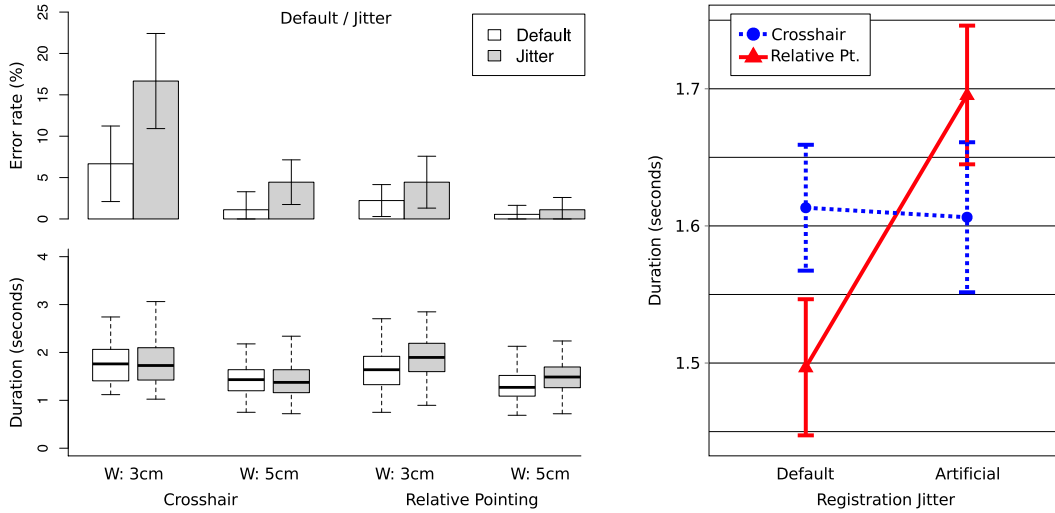 Default / Jitter
Default
Jitter
Error rate (%)
25
20
15
10
5
0
Duration (seconds)
4
3
2
1
0
W: 3cm
W: 5cm
W: 3cm
W: 5cm
Crosshair
Relative Pointing
Crosshair
Relative Pt.
Duration (seconds)
1.7
1.6
1.5
Default
Artificial
Registration Jitter